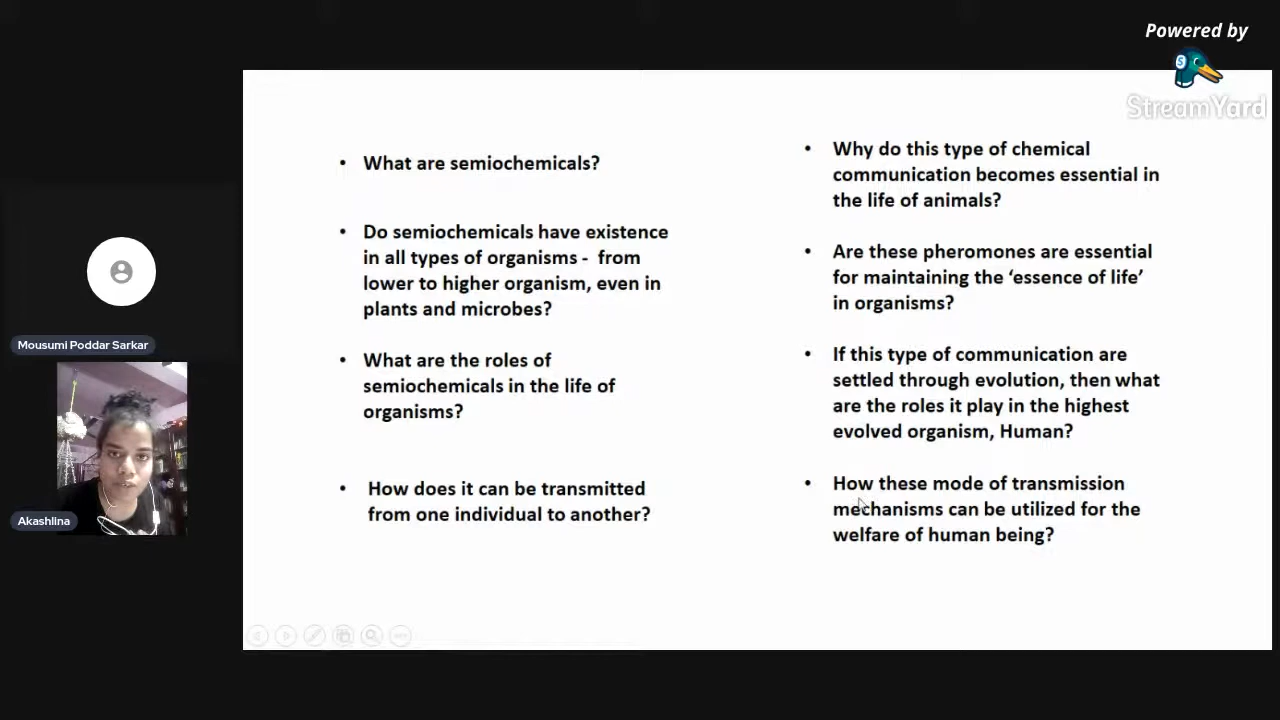 Powered by
StreamYard
• What are semiochemicals?
• Do semiochemicals have existence
in all types of organisms - from
lower to higher organism, even in
plants and microbes?
• What are the roles of
semiochemicals in the life of
organisms?
• How does it can be transmitted
from one individual to another?
• Why do this type of chemical
communication becomes essential in
the life of animals?
• Are these pheromones are essential
for maintaining the ‘essence of life’
in organisms?
• If this type of communication are
settled through evolution, then what
are the roles it play in the highest
evolved organism, Human?
• How these mode of transmission
mechanisms can be utilized for the
welfare of human being?
Mousumi Poddar Sarkar
Akashlina